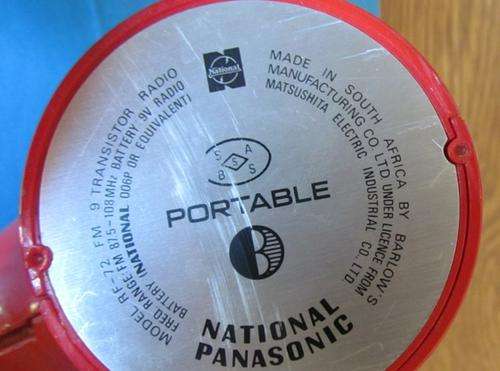 MODEL RF-72 FM 9 TRANSISTOR RADIO
FREQ RANGE:FM 87.5-108MHz BATTERY 9V RADIO
BATTERY (NATIONAL 006P OR EQUIVALENT)
National
MADE IN SOUTH AFRICA BY BARLOW'S
MANUFACTURING CO. LTD UNDER LICENCE FROM
MATSUSHITA ELECTRIC INDUSTRIAL CO. LTD
S A
S
B S
PORTABLE
B
NATIONAL
PANASONIC